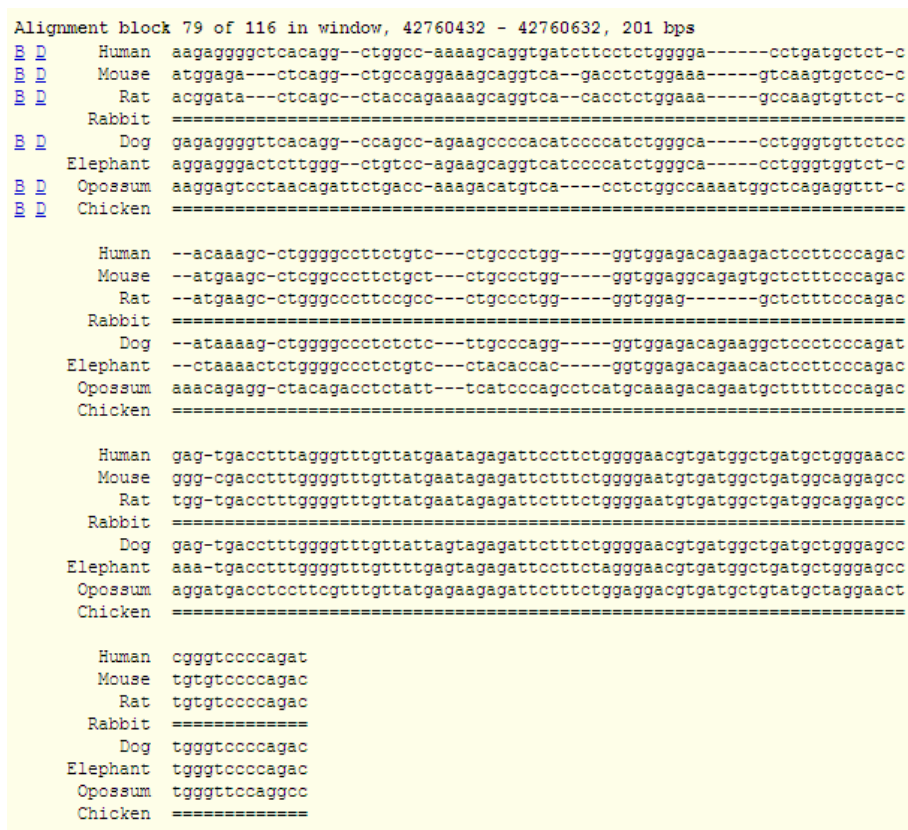 Alignment block 79 of 116 in window, 42760432 - 42760632, 201 bps
B D Human aagaggggctcacagg--ctggcc-aaaagcaggtgatcttcctctgggga------cctgatgctct-c
B D Mouse atggaga---ctcagg--ctgccaggaaagcaggtca--gacctctggaaa-----gtcaagtgctcc-c
B D Rat acggata---ctcagc--ctaccagaaaagcaggtca--cacctctggaaa-----gccaagtgttct-c
Rabbit ======================================================================
B D Dog gagaggggttcacagg--ccagcc-agaagccccacatccccatctgggca-----cctgggtgttctcc
Elephant aggagggactcttggg--ctgtcc-agaagcaggtcatccccatctgggca-----cctgggtggtct-c
B D Opossum aaggagtcctaacagattctgacc-aaagacatgtca----cctctggccaaaatggctcagaggttt-c
B D Chicken ======================================================================
Human --acaaagc-ctggggccttctgtc---ctgccctgg-----ggtggagacagaagactccttcccagac
Mouse --atgaagc-ctcggcccttctgct---ctgccctgg-----ggtggaggcagagtgctctttcccagac
Rat --atgaagc-ctgggcccttccgcc---ctgccctgg-----ggtggag-------gctctttcccagac
Rabbit ======================================================================
Dog --ataaaag-ctggggccctctctc---ttgcccagg-----ggtggagacagaaggctccctcccagat
Elephant --ctaaaactctggggccctctgtc---ctacaccac-----ggtggagacagaacactccttcccagac
Opossum aaacagagg-ctacagacctctatt---tcatcccagcctcatgcaaagacagaatgctttttcccagac
Chicken ======================================================================
Human gag-tgacctttagggtttgttatgaatagagattccttctggggaacgtgatggctgatgctgggaacc
Mouse ggg-cgacctttggggtttgttatgaatagagattctttctggggaatgtgatggctgatggcaggagcc
Rat tgg-tgacctttggggtttgttatgaatagagattctttctggggaatgtgatggctgatggcaggagcc
Rabbit ======================================================================
Dog gag-tgacctttggggtttgttattagtagagattctttctggggaacgtgatggctgatgctgggagcc
Elephant aaa-tgacctttggggtttgttttgagtagagattccttctagggaacgtgatggctgatgctgggagcc
Opossum aggatgacctccttcgtttgttatgagaagagattctttctggaggacgtgatgctgtatgctaggaact
Chicken ======================================================================
Human cgggtccccagat
Mouse tgtgtccccagac
Rat tgtgtccccagac
Rabbit =============
Dog tgggtccccagac
Elephant tgggtccccagac
Opossum tgggttccaggcc
Chicken =============